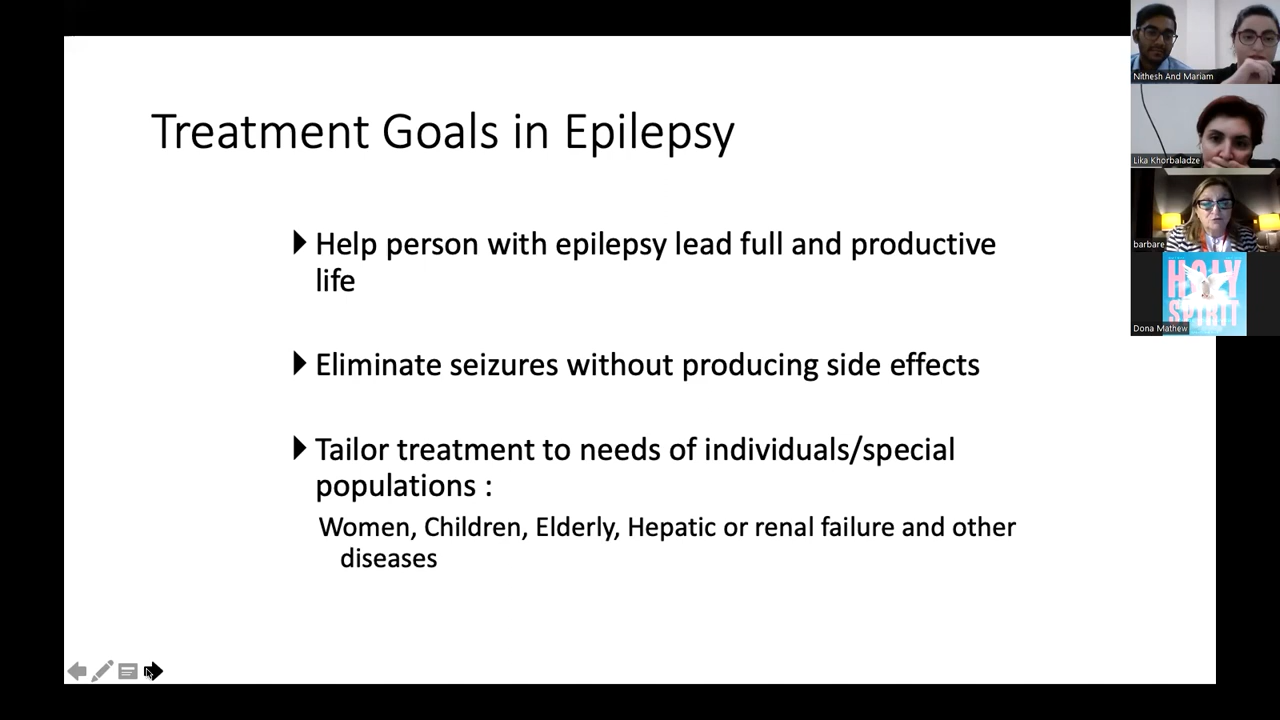 Treatment Goals in Epilepsy
Help person with epilepsy lead full and productive
life
Eliminate seizures without producing side effects
Tailor treatment to needs of individuals/special
populations :
Women, Children, Elderly, Hepatic or renal failure and other
diseases
Nithesh And Mariam
Lika Khorbaladze
barbare
HOLY
SPIRIT
Dona Mathew